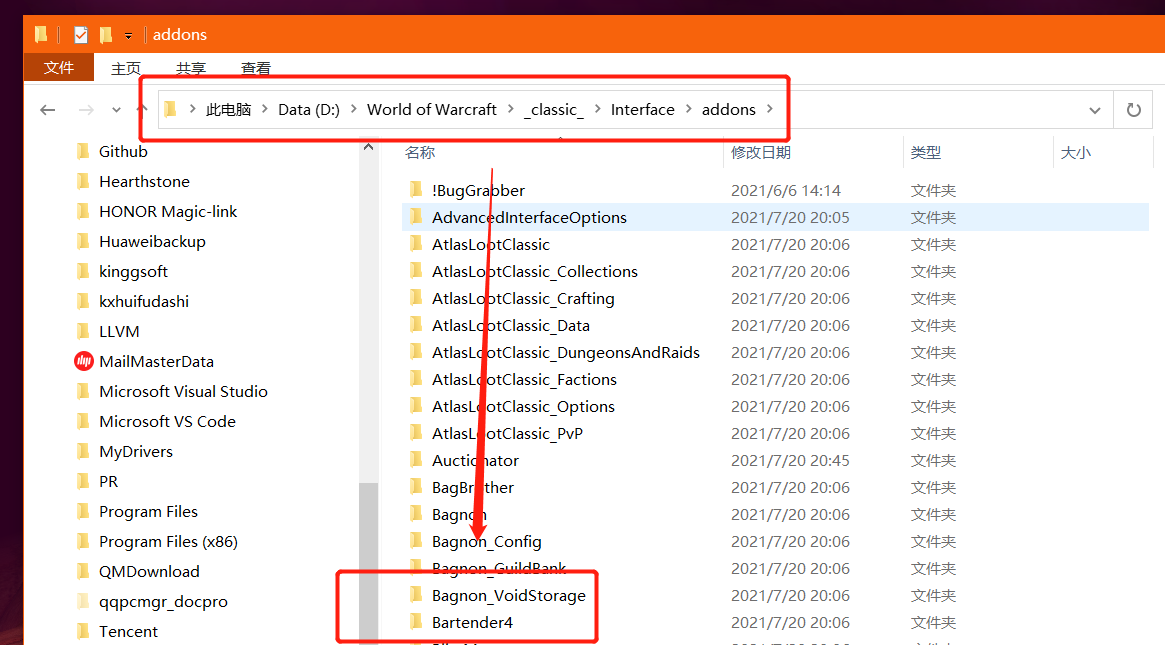 addons
文件 主页 共享 查看
此电脑 Data (D:) World of Warcraft _classic_ Interface addons
Github
Hearthstone
HONOR Magic-link
Huaweibackup
kinggsoft
kxhuifudashi
LLVM
MailMasterData
Microsoft Visual Studio
Microsoft VS Code
MyDrivers
PR
Program Files
Program Files (x86)
QMDownload
qqpcmgr_docpro
Tencent
名称 修改日期 类型 大小
!BugGrabber 2021/6/6 14:14 文件夹
AdvancedInterfaceOptions 2021/7/20 20:05 文件夹
AtlasLootClassic 2021/7/20 20:06 文件夹
AtlasLootClassic_Collections 2021/7/20 20:06 文件夹
AtlasLootClassic_Crafting 2021/7/20 20:06 文件夹
AtlasLootClassic_Data 2021/7/20 20:06 文件夹
AtlasLootClassic_DungeonsAndRaids 2021/7/20 20:06 文件夹
AtlasLootClassic_Factions 2021/7/20 20:06 文件夹
AtlasLootClassic_Options 2021/7/20 20:06 文件夹
AtlasLootClassic_PvP 2021/7/20 20:06 文件夹
Auctionator 2021/7/20 20:45 文件夹
BagBrother 2021/7/20 20:06 文件夹
Bagnon 2021/7/20 20:06 文件夹
Bagnon_Config 2021/7/20 20:06 文件夹
Bagnon_GuildBank 2021/7/20 20:06 文件夹
Bagnon_VoidStorage 2021/7/20 20:06 文件夹
Bartender4 2021/7/20 20:06 文件夹